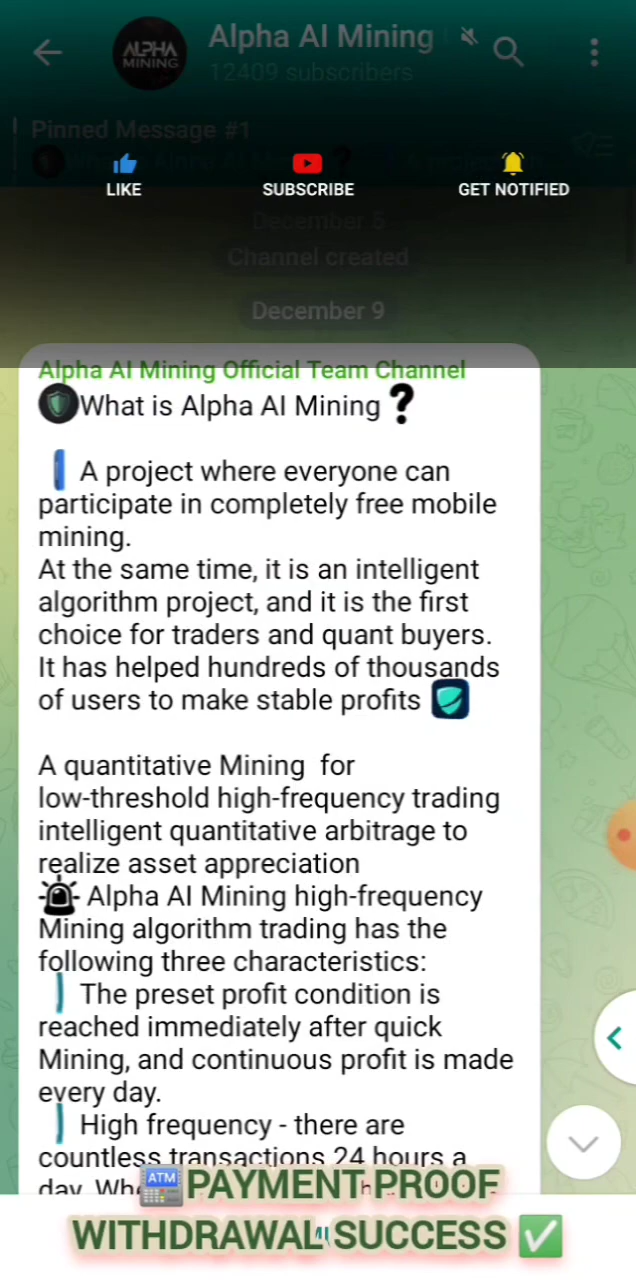 Alpha AI Mining
ALPHA
MINING
12409 subscribers
Pinned Message #1
LIKE
SUBSCRIBE
GET NOTIFIED
December 5
Channel created
December 9
Alpha AI Mining Official Team Channel
What is Alpha AI Mining ❓
A project where everyone can
participate in completely free mobile
mining.
At the same time, it is an intelligent
algorithm project, and it is the first
choice for traders and quant buyers.
It has helped hundreds of thousands
of users to make stable profits
A quantitative Mining for
low-threshold high-frequency trading
intelligent quantitative arbitrage to
realize asset appreciation
Alpha AI Mining high-frequency
Mining algorithm trading has the
following three characteristics:
The preset profit condition is
reached immediately after quick
Mining, and continuous profit is made
every day.
High frequency - there are
countless transactions 24 hours a
day.
ATM PAYMENT PROOF
WITHDRAWAL SUCCESS ✅